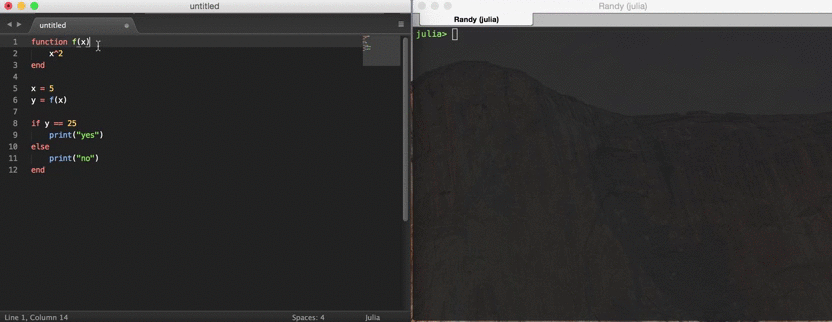 untitled
untitled
1 function f(x)
2     x^2
3 end
4
5 x = 5
6 y = f(x)
7
8 if y == 25
9     print("yes")
10 else
11     print("no")
12 end
Line 1, Column 14 Spaces: 4 Julia
Randy (julia)
Randy (julia)
julia>